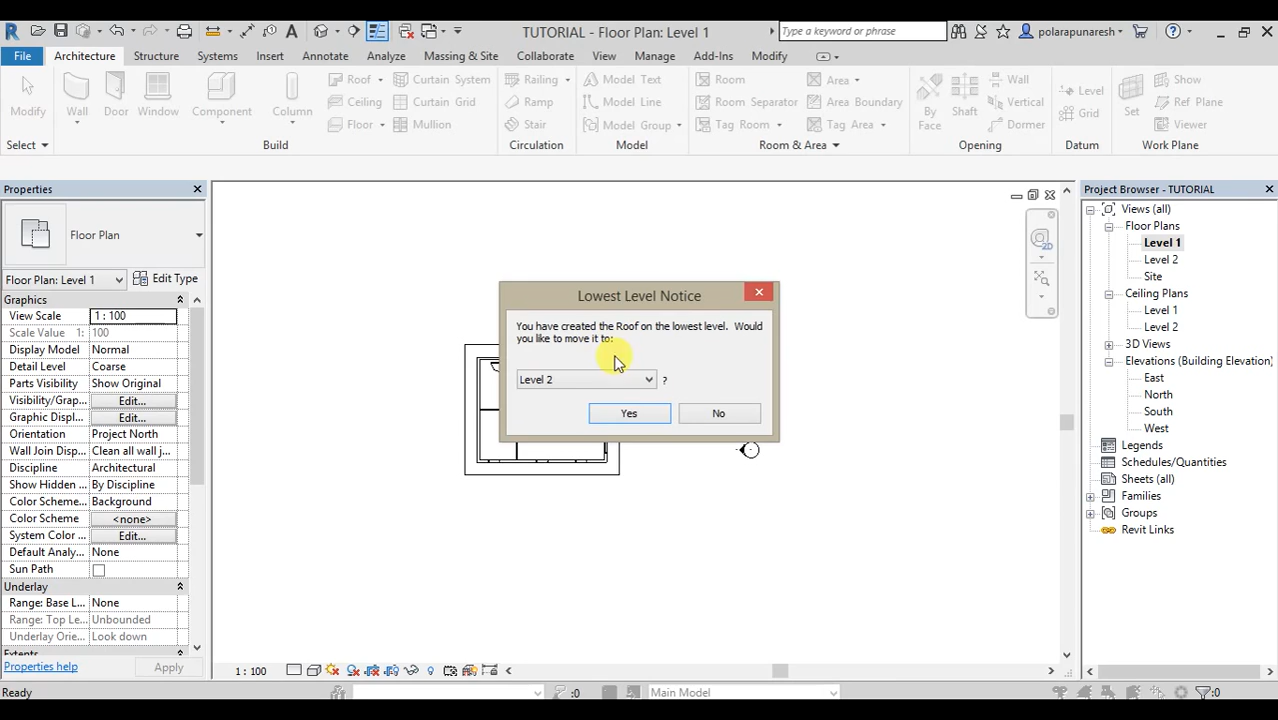 TUTORIAL - Floor Plan: Level 1
Type a keyword or phrase
polarapunaresh
File
Architecture
Structure
Systems
Insert
Annotate
Analyze
Massing & Site
Collaborate
View
Manage
Add-Ins
Modify
Modify
Wall
Door
Window
Component
Column
Roof
Ceiling
Floor
Curtain System
Curtain Grid
Mullion
Railing
Ramp
Stair
Model Text
Model Line
Model Group
Room
Room Separator
Tag Room
Area
Area Boundary
Tag Area
By Face
Shaft
Wall
Vertical
Dormer
Level
Grid
Set
Show
Ref Plane
Viewer
Select
Build
Circulation
Model
Room & Area
Opening
Datum
Work Plane
Properties
Floor Plan
Floor Plan: Level 1
Edit Type
Graphics
View Scale 1 : 100
Scale Value 1: 100
Display Model Normal
Detail Level Coarse
Parts Visibility Show Original
Visibility/Grap... Edit...
Graphic Displ... Edit...
Orientation Project North
Wall Join Disp... Clean all wall j...
Discipline Architectural
Show Hidden ... By Discipline
Color Scheme... Background
Color Scheme <none>
System Color ... Edit...
Default Analy... None
Sun Path
Underlay
Range: Base L... None
Range: Top Le... Unbounded
Underlay Orie... Look down
Extents
Properties help
Apply
Lowest Level Notice
You have created the Roof on the lowest level. Would
you like to move it to:
Level 2 ?
Yes
No
2D
Project Browser - TUTORIAL
Views (all)
Floor Plans
Level 1
Level 2
Site
Ceiling Plans
Level 1
Level 2
3D Views
Elevations (Building Elevation)
East
North
South
West
Legends
Schedules/Quantities
Sheets (all)
Families
Groups
Revit Links
1 : 100
Ready
:0
Main Model
:0